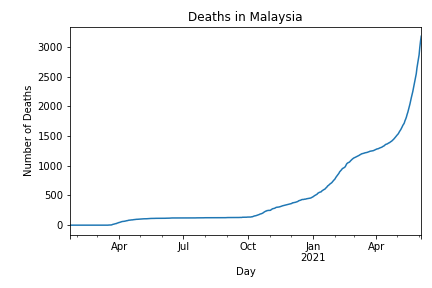 Deaths in Malaysia
Number of Deaths
3000
2500
2000
1500
1000
500
0
Apr
Jul
Oct
Jan
2021
Apr
Day